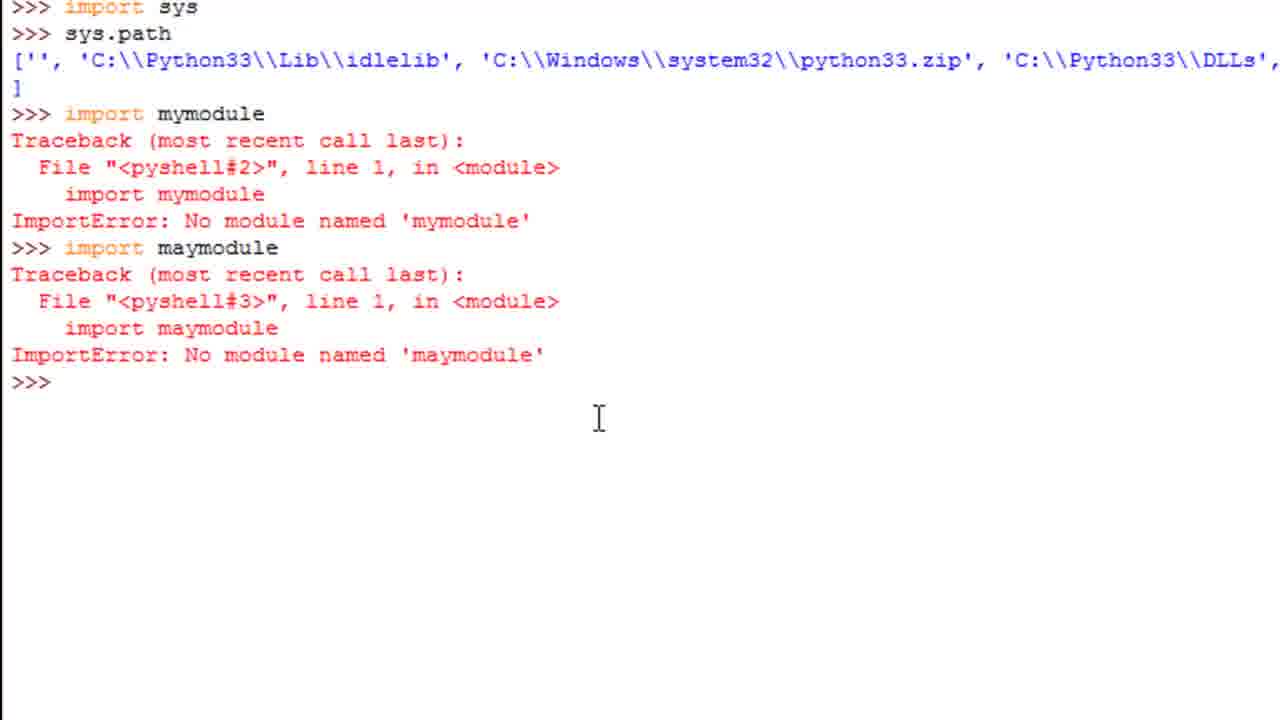 >>> import sys
>>> sys.path
['', 'C:\\Python33\\Lib\\idlelib', 'C:\\Windows\\system32\\python33.zip', 'C:\\Python33\\DLLs',
]
>>> import mymodule
Traceback (most recent call last):
  File "<pyshell#2>", line 1, in <module>
    import mymodule
ImportError: No module named 'mymodule'
>>> import maymodule
Traceback (most recent call last):
  File "<pyshell#3>", line 1, in <module>
    import maymodule
ImportError: No module named 'maymodule'
>>>